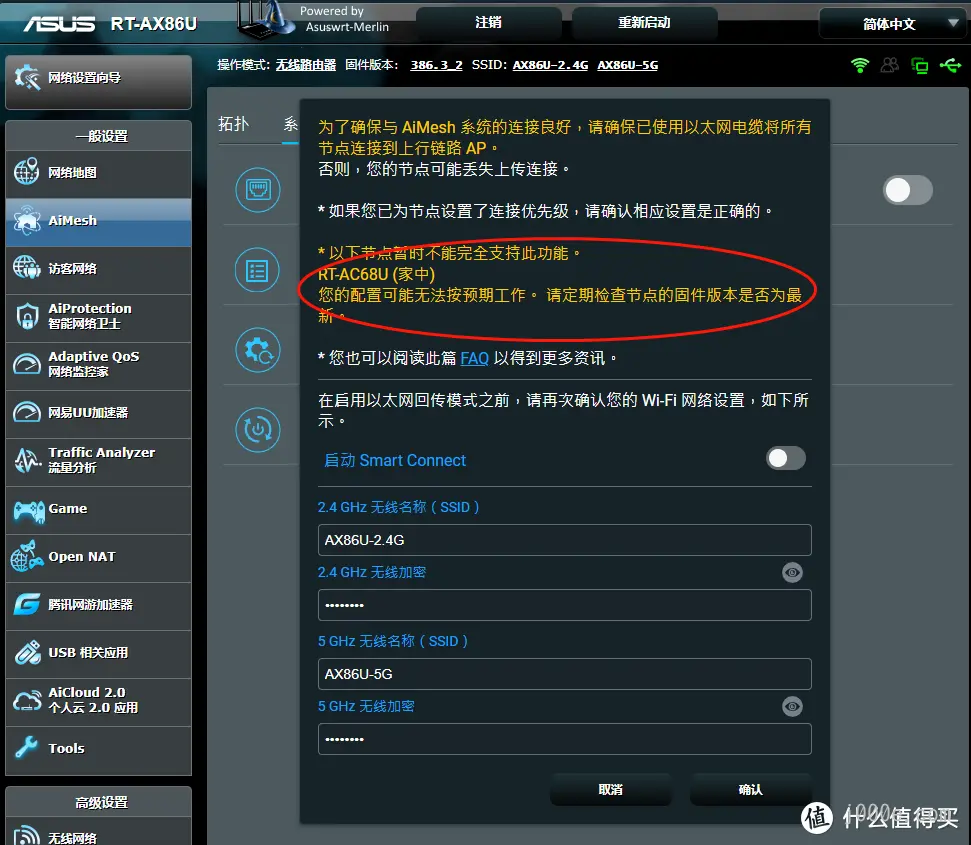 ASUS RT-AX86U
Powered by
Asuswrt-Merlin
注销
重新启动
简体中文
操作模式: 无线路由器 固件版本: 386.3_2 SSID: AX86U-2.4G AX86U-5G
网络设置向导
一般设置
网络地图
AiMesh
访客网络
AiProtection
智能网络卫士
Adaptive QoS
网络监控家
网易UU加速器
Traffic Analyzer
流量分析
Game
Open NAT
腾讯网游加速器
USB 相关应用
AiCloud 2.0
个人云 2.0 应用
Tools
高级设置
无线网络
拓扑
系
为了确保与 AiMesh 系统的连接良好，请确保已使用以太网电缆将所有
节点连接到上行链路 AP。
否则，您的节点可能丢失上传连接。
* 如果您已为节点设置了连接优先级，请确认相应设置是正确的。
* 以下节点暂时不能完全支持此功能。
RT-AC68U (家中)
您的配置可能无法按预期工作。 请定期检查节点的固件版本是否为最
新。
* 您也可以阅读此篇 FAQ 以得到更多资讯。
在启用以太网回传模式之前，请再次确认您的 Wi-Fi 网络设置，如下所
示。
启动 Smart Connect
2.4 GHz 无线名称（SSID）
AX86U-2.4G
2.4 GHz 无线加密
••••••••
5 GHz 无线名称（SSID）
AX86U-5G
5 GHz 无线加密
••••••••
取消
确认
值 什么值得买